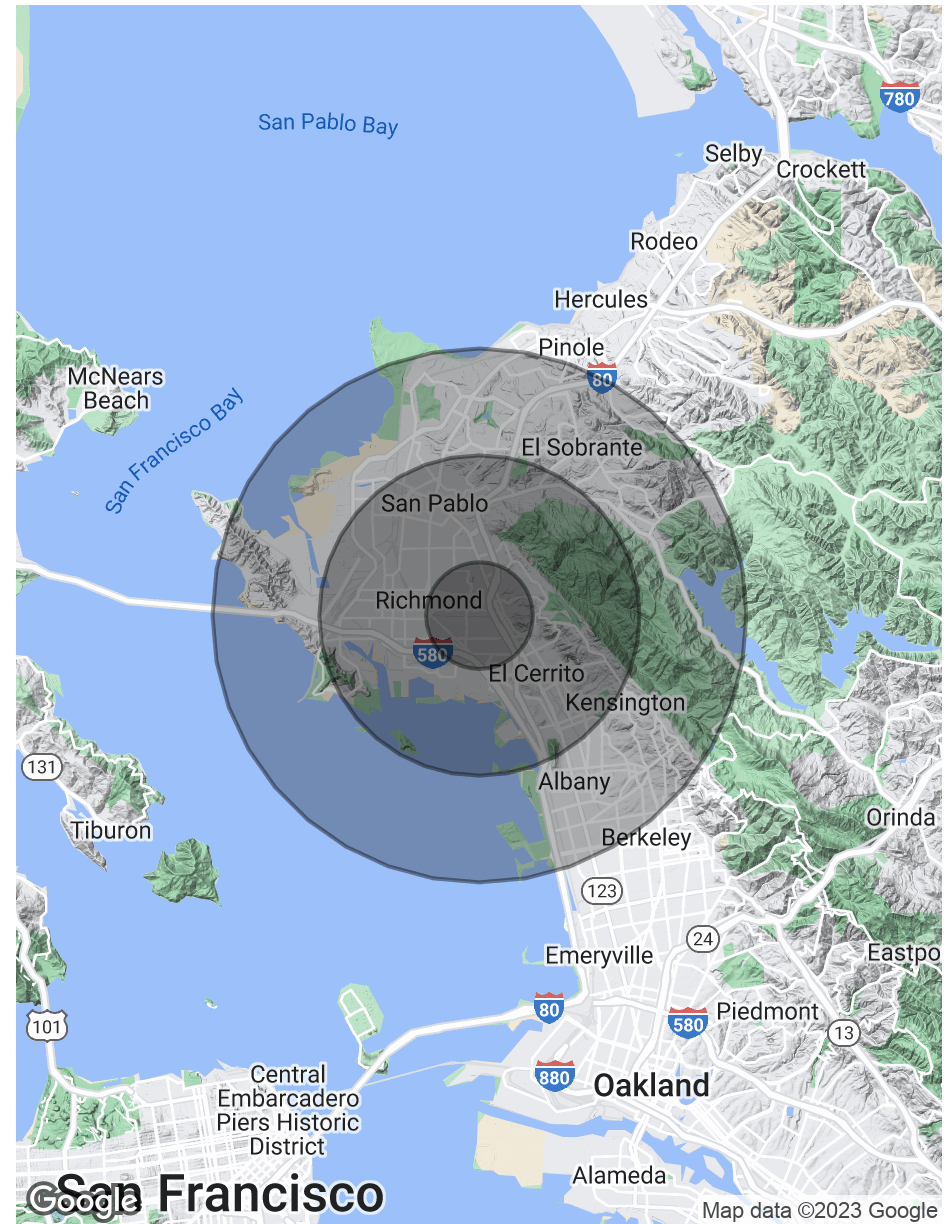 780
San Pablo Bay
Selby
Crockett
Rodeo
Hercules
Pinole
McNears
Beach
80
San Francisco Bay
El Sobrante
San Pablo
Richmond
580
El Cerrito
Kensington
131
Albany
Orinda
Tiburon
Berkeley
123
24
Emeryville
Eastpo
80
Piedmont
580
101
13
Central
Embarcadero
Piers Historic
District
880
Oakland
Alameda
San Francisco
Google
Map data ©2023 Google